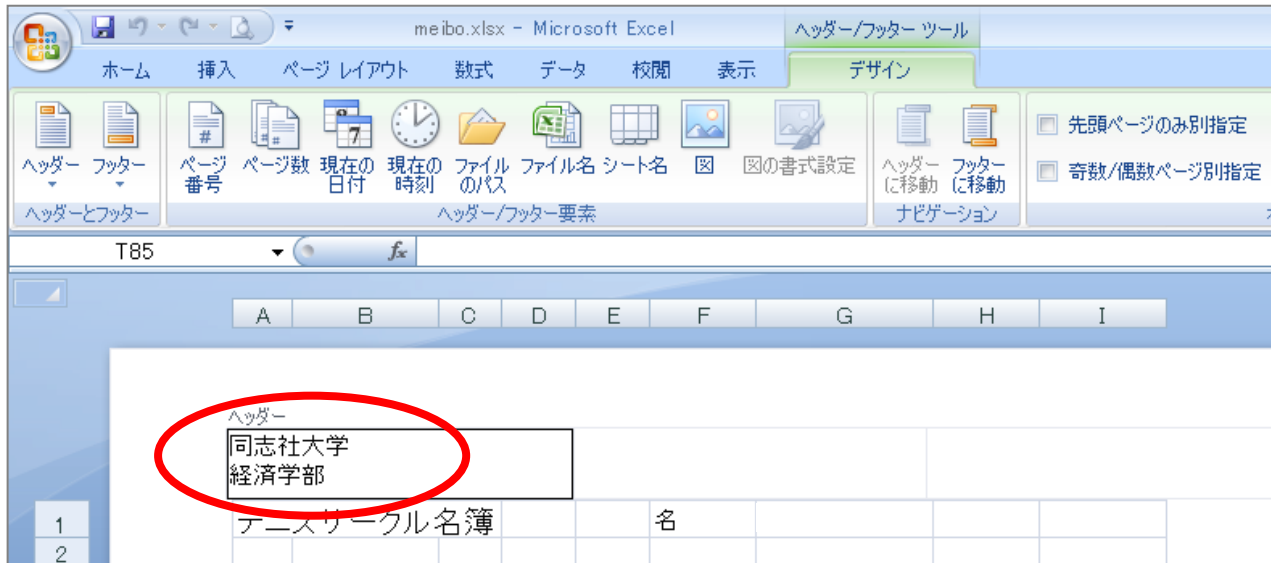 meibo.xlsx - Microsoft Excel
ヘッダー/フッター ツール
ホーム 挿入 ページ レイアウト 数式 データ 校閲 表示 デザイン
ヘッダー フッター
ページ番号 ページ数 現在の日付 現在の時刻 ファイルのパス ファイル名 シート名 図 図の書式設定
ヘッダーに移動 フッターに移動
先頭ページのみ別指定
奇数/偶数ページ別指定
ヘッダーとフッター ヘッダー/フッター要素 ナビゲーション
T85 fx
A B C D E F G H I
ヘッダー
同志社大学
経済学部
1 テニスサークル名簿 名
2